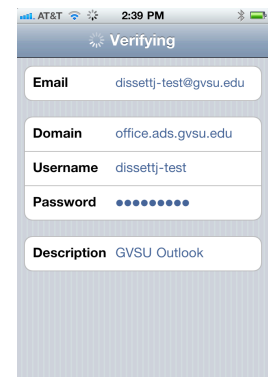 AT&T 2:39 PM
Verifying
Email dissettj-test@gvsu.edu
Domain office.ads.gvsu.edu
Username dissettj-test
Password ●●●●●●●●●
Description GVSU Outlook